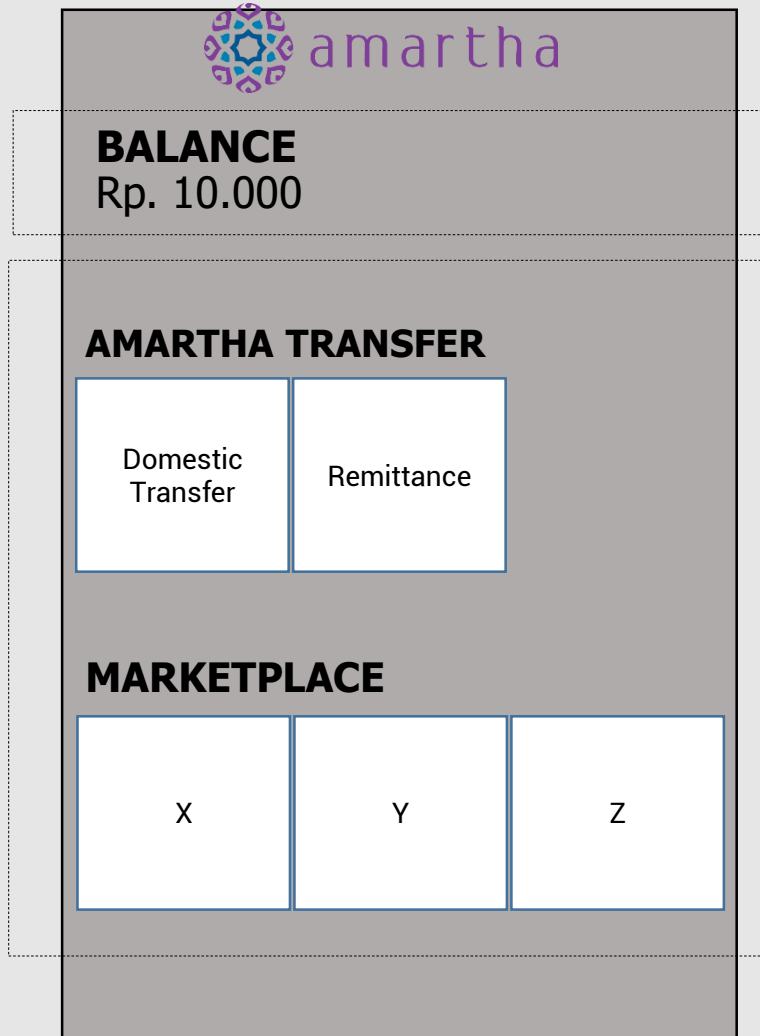 amartha
BALANCE
Rp. 10.000
AMARTHA TRANSFER
Domestic
Transfer
Remittance
MARKETPLACE
X
Y
Z